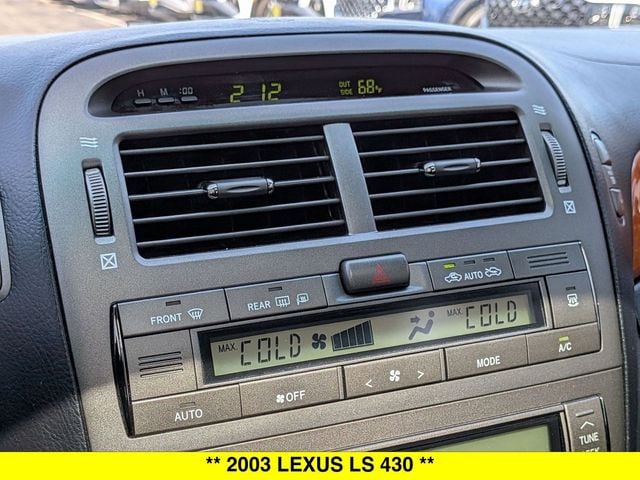 H M :00
2 12 OUT SIDE 68°F PASSENGER
FRONT REAR AUTO
MAX. COLD MAX. COLD
AUTO OFF < > MODE A/C
TUNE
** 2003 LEXUS LS 430 **